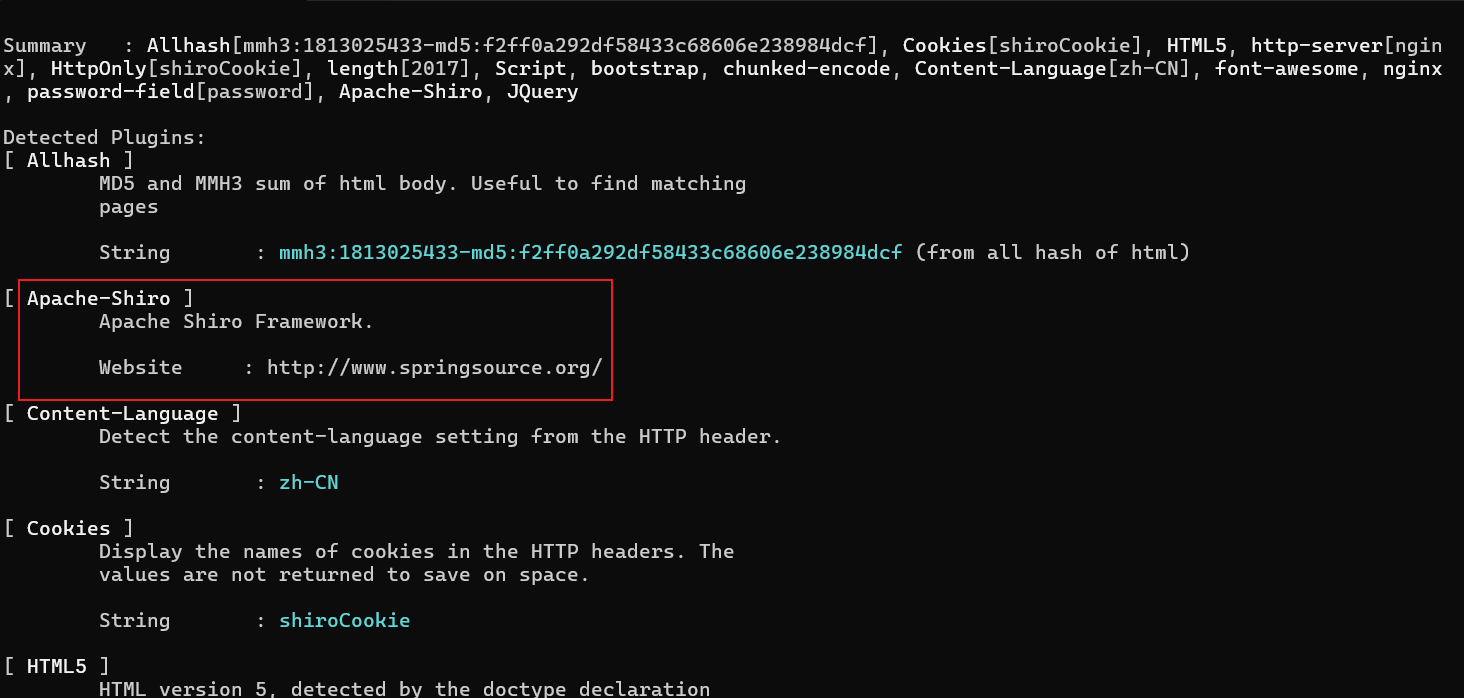 Summary   : Allhash[mmh3:1813025433-md5:f2ff0a292df58433c68606e238984dcf], Cookies[shiroCookie], HTML5, http-server[ngin
x], HttpOnly[shiroCookie], length[2017], Script, bootstrap, chunked-encode, Content-Language[zh-CN], font-awesome, nginx
, password-field[password], Apache-Shiro, JQuery
Detected Plugins:
[ Allhash ]
MD5 and MMH3 sum of html body. Useful to find matching
pages
String       : mmh3:1813025433-md5:f2ff0a292df58433c68606e238984dcf (from all hash of html)
[ Apache-Shiro ]
Apache Shiro Framework.
Website     : http://www.springsource.org/
[ Content-Language ]
Detect the content-language setting from the HTTP header.
String       : zh-CN
[ Cookies ]
Display the names of cookies in the HTTP headers. The
values are not returned to save on space.
String       : shiroCookie
[ HTML5 ]
HTML version 5, detected by the doctype declaration